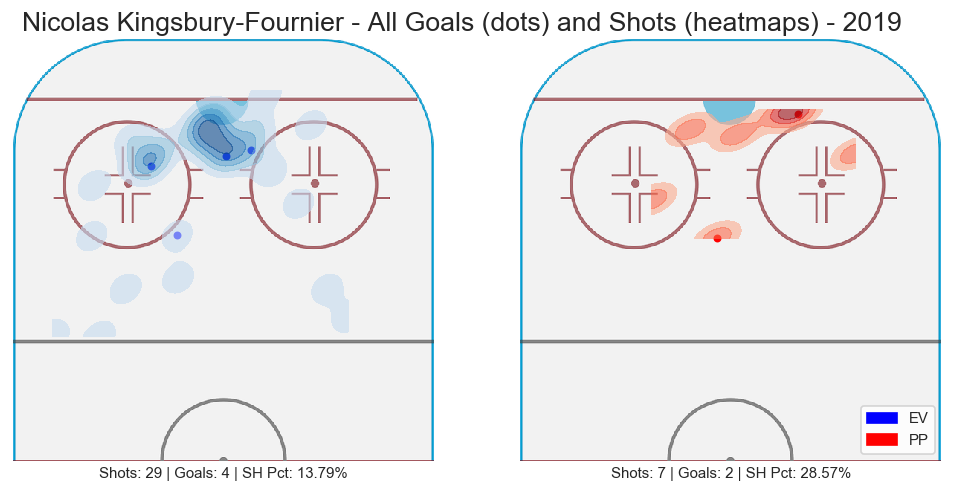 Nicolas Kingsbury-Fournier - All Goals (dots) and Shots (heatmaps) - 2019
EV
PP
Shots: 29 | Goals: 4 | SH Pct: 13.79%
Shots: 7 | Goals: 2 | SH Pct: 28.57%